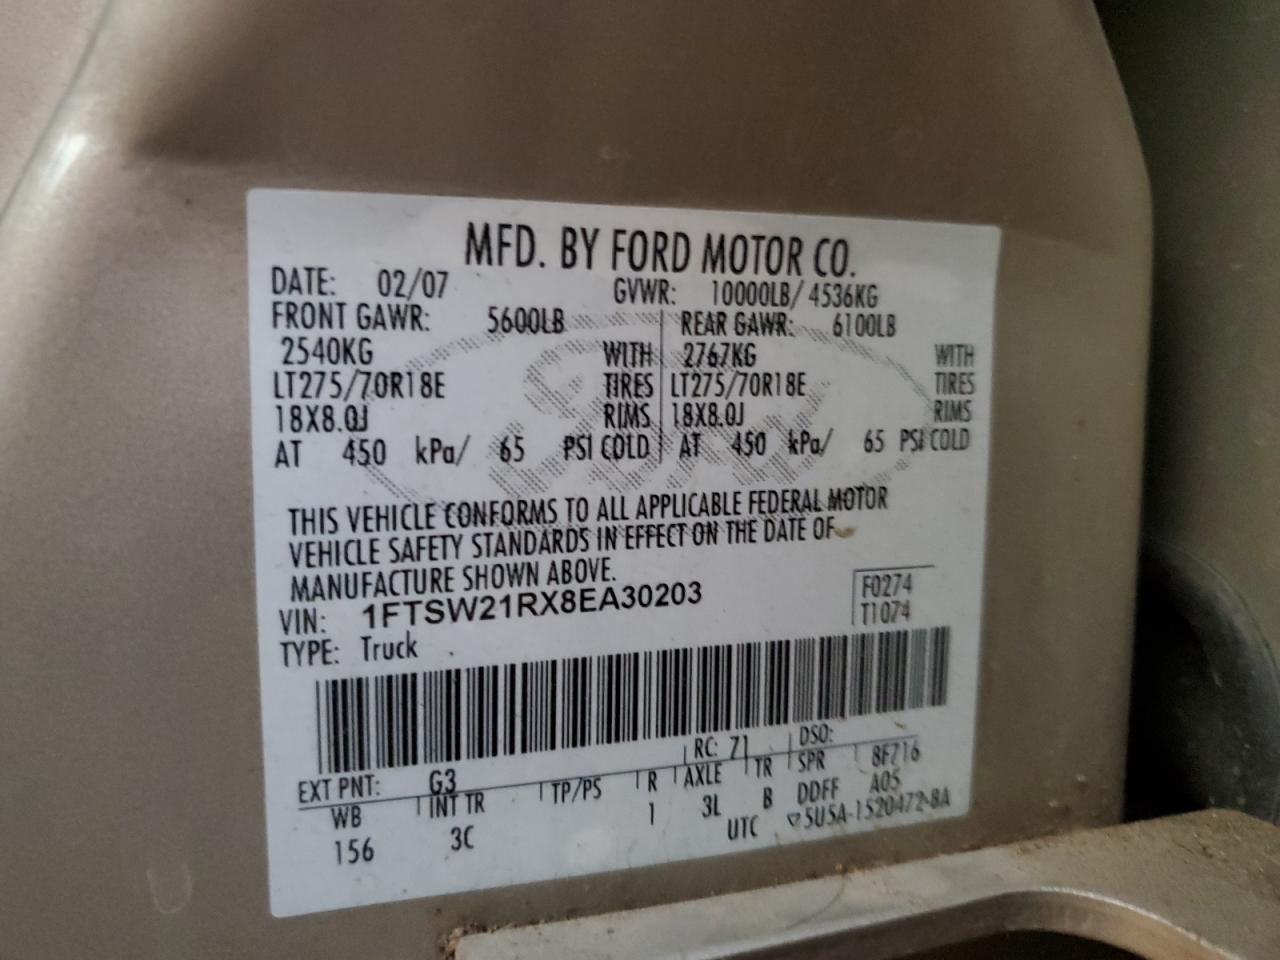 MFD. BY FORD MOTOR CO.
DATE: 02/07 GVWR: 10000LB/ 4536KG
FRONT GAWR: 5600LB REAR GAWR: 6100LB
2540KG WITH 2767KG WITH
LT275/70R18E TIRES LT275/70R18E TIRES
18X8.0J RIMS 18X8.0J RIMS
AT 450 kPa/ 65 PSI COLD AT 450 kPa/ 65 PSI COLD
THIS VEHICLE CONFORMS TO ALL APPLICABLE FEDERAL MOTOR
VEHICLE SAFETY STANDARDS IN EFFECT ON THE DATE OF
MANUFACTURE SHOWN ABOVE.
VIN: 1FTSW21RX8EA30203
F0274
T1074
TYPE: Truck
EXT PNT: G3 RC: 71 DSO:
WB INT TR TP/PS R AXLE TR SPR 8F716
156 3C 1 3L B DDFF A05
UTC ▽5U5A-1520472-BA